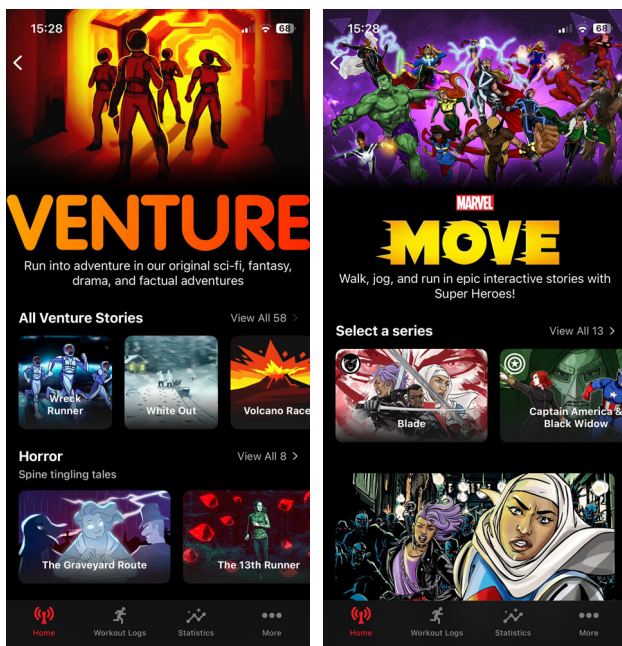 15:28
68
VENTURE
Run into adventure in our original sci-fi, fantasy,
drama, and factual adventures
All Venture Stories
View All 58
Wreck
Runner
White Out
Volcano Race
Horror
View All 8
Spine tingling tales
The Graveyard Route
The 13th Runner
Home
Workout Logs
Statistics
More
15:28
68
MARVEL
MOVE
Walk, jog, and run in epic interactive stories with
Super Heroes!
Select a series
View All 13
Blade
Captain America &
Black Widow
Home
Workout Logs
Statistics
More